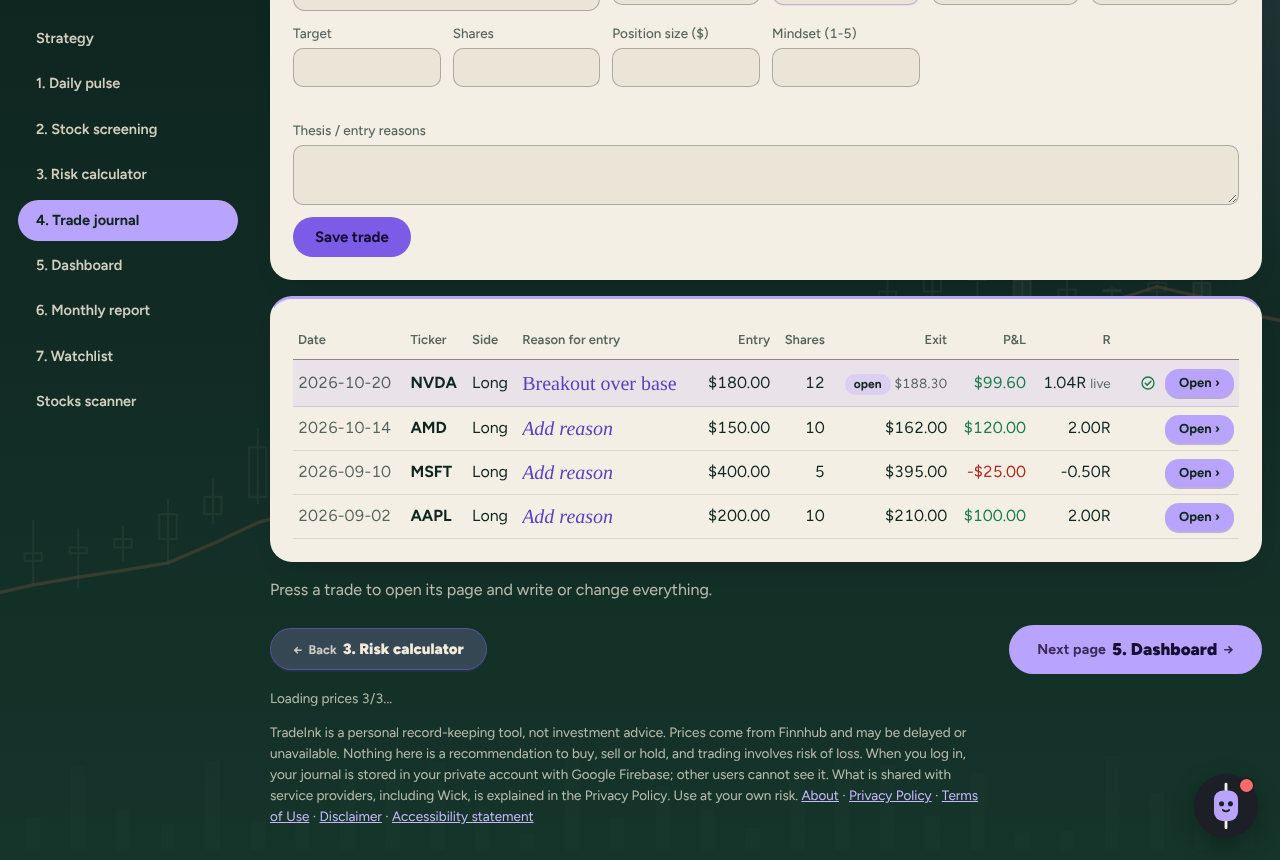 Strategy
1. Daily pulse
2. Stock screening
3. Risk calculator
4. Trade journal
5. Dashboard
6. Monthly report
7. Watchlist
Stocks scanner
Target Shares Position size ($) Mindset (1-5)
Thesis / entry reasons
Save trade
Date Ticker Side Reason for entry Entry Shares Exit P&L R
2026-10-20 NVDA Long Breakout over base $180.00 12 open $188.30 $99.60 1.04R live Open ›
2026-10-14 AMD Long Add reason $150.00 10 $162.00 $120.00 2.00R Open ›
2026-09-10 MSFT Long Add reason $400.00 5 $395.00 -$25.00 -0.50R Open ›
2026-09-02 AAPL Long Add reason $200.00 10 $210.00 $100.00 2.00R Open ›
Press a trade to open its page and write or change everything.
← Back 3. Risk calculator
Next page 5. Dashboard →
Loading prices 3/3...
TradeInk is a personal record-keeping tool, not investment advice. Prices come from Finnhub and may be delayed or
unavailable. Nothing here is a recommendation to buy, sell or hold, and trading involves risk of loss. When you log in,
your journal is stored in your private account with Google Firebase; other users cannot see it. What is shared with
service providers, including Wick, is explained in the Privacy Policy. Use at your own risk. About · Privacy Policy · Terms
of Use · Disclaimer · Accessibility statement